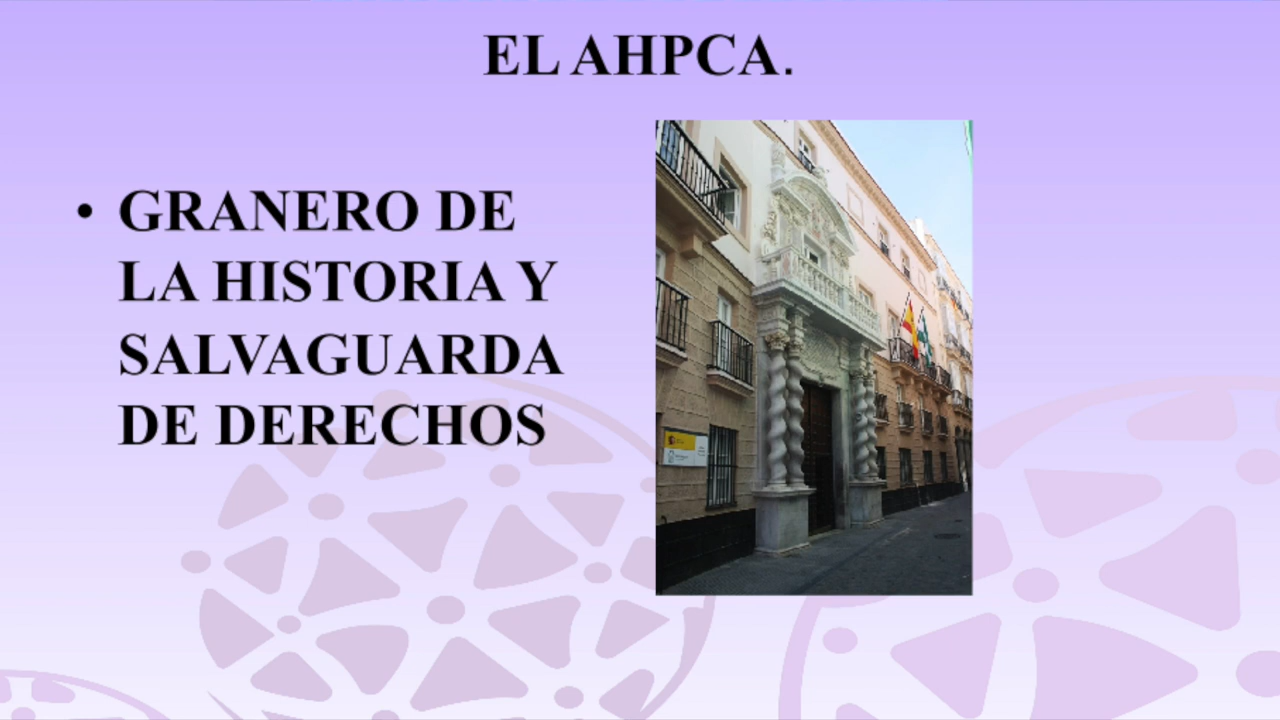 EL AHPCA.
• GRANERO DE
LA HISTORIA Y
SALVAGUARDA
DE DERECHOS